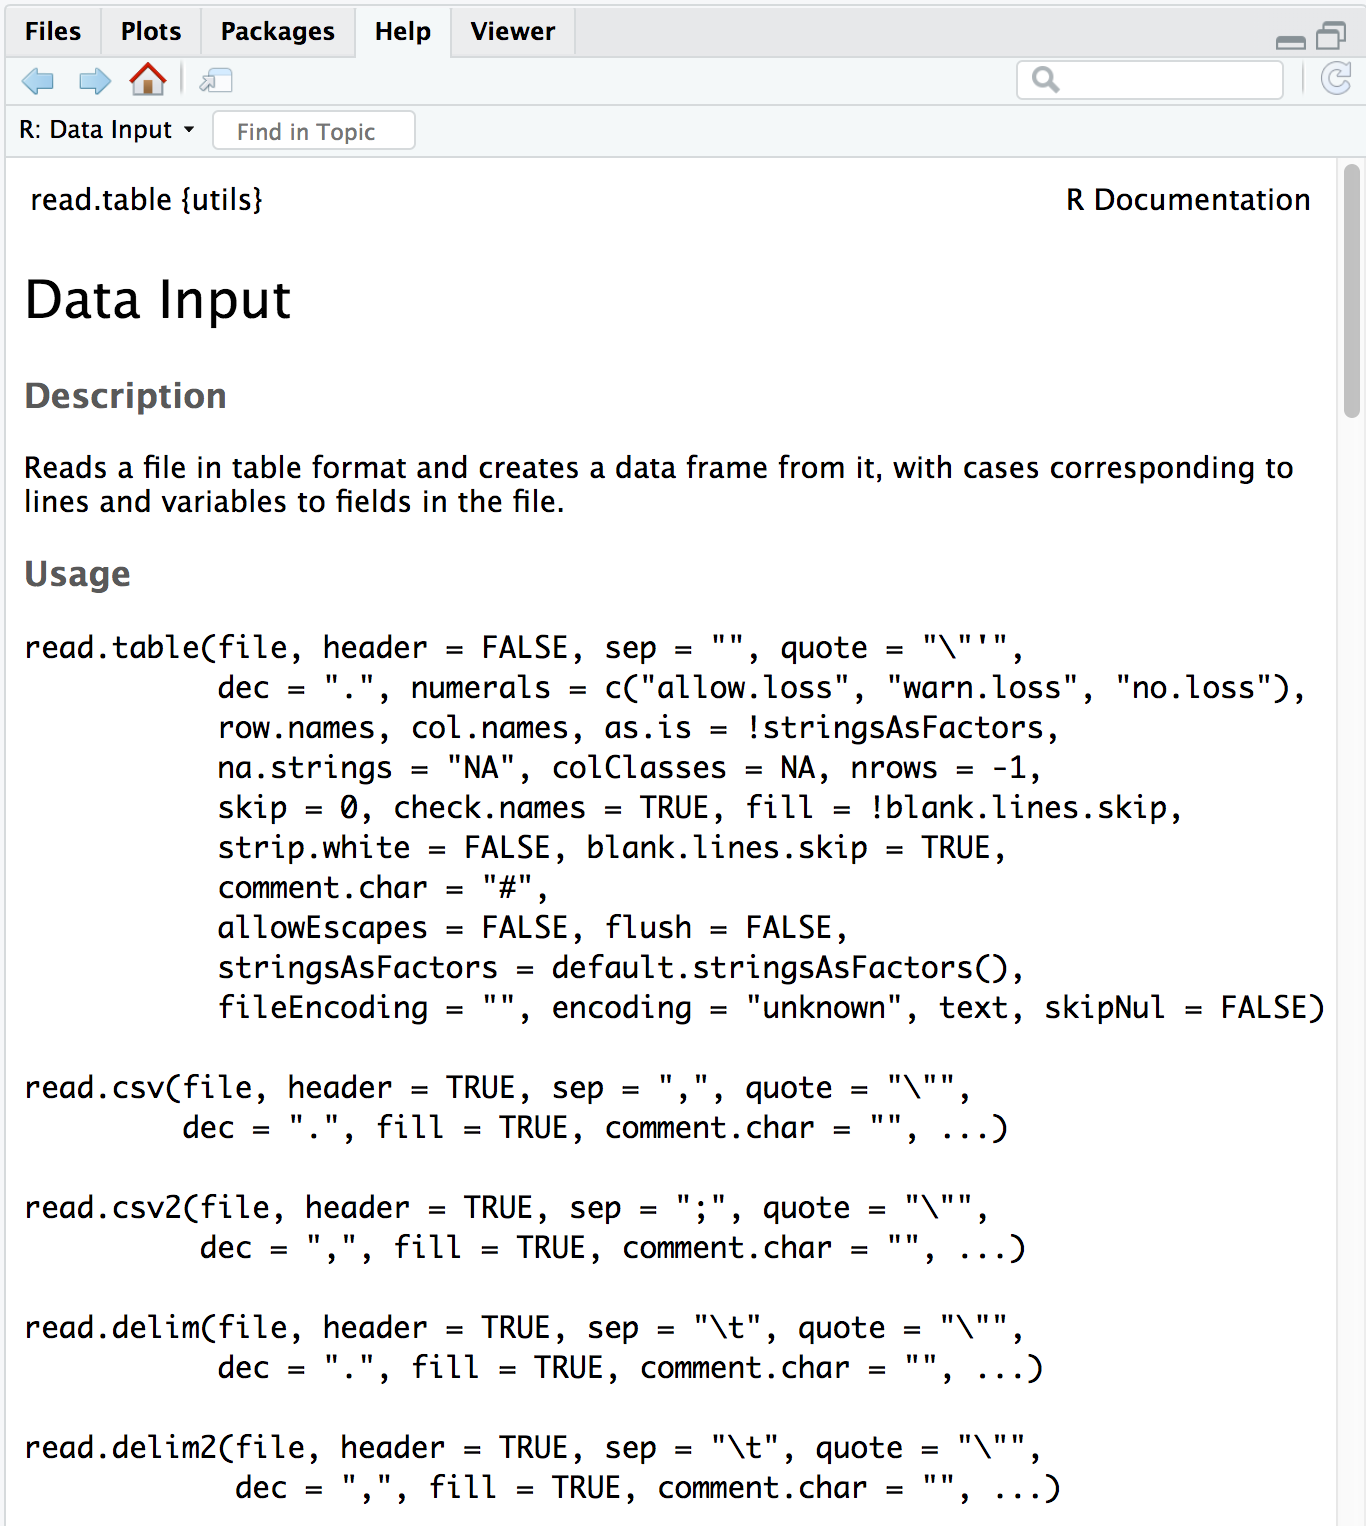 Files Plots Packages Help Viewer
R: Data Input Find in Topic
read.table {utils} R Documentation
Data Input
Description
Reads a file in table format and creates a data frame from it, with cases corresponding to
lines and variables to fields in the file.
Usage
read.table(file, header = FALSE, sep = "", quote = "\"'",
dec = ".", numerals = c("allow.loss", "warn.loss", "no.loss"),
row.names, col.names, as.is = !stringsAsFactors,
na.strings = "NA", colClasses = NA, nrows = -1,
skip = 0, check.names = TRUE, fill = !blank.lines.skip,
strip.white = FALSE, blank.lines.skip = TRUE,
comment.char = "#",
allowEscapes = FALSE, flush = FALSE,
stringsAsFactors = default.stringsAsFactors(),
fileEncoding = "", encoding = "unknown", text, skipNul = FALSE)
read.csv(file, header = TRUE, sep = ",", quote = "\"",
dec = ".", fill = TRUE, comment.char = "", ...)
read.csv2(file, header = TRUE, sep = ";", quote = "\"",
dec = ",", fill = TRUE, comment.char = "", ...)
read.delim(file, header = TRUE, sep = "\t", quote = "\"",
dec = ".", fill = TRUE, comment.char = "", ...)
read.delim2(file, header = TRUE, sep = "\t", quote = "\"",
dec = ",", fill = TRUE, comment.char = "", ...)